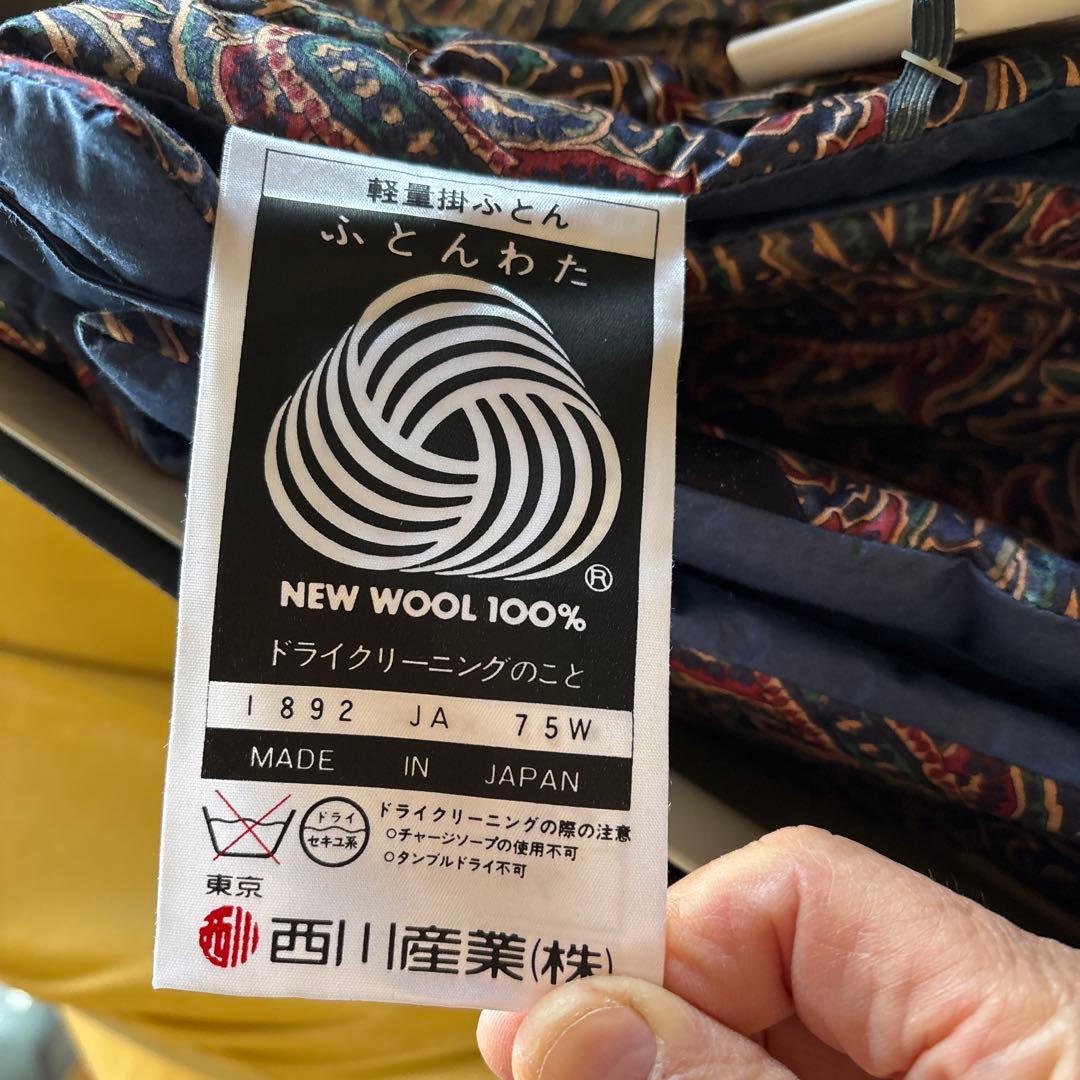 軽量掛ふとん
ふとんわた
®
NEW WOOL 100%
ドライクリーニングのこと
1892 JA 75W
MADE IN JAPAN
ドライ
セキユ系
ドライクリーニングの際の注意
○チャージソープの使用不可
○タンブルドライ不可
東京
西川 西川産業(株)